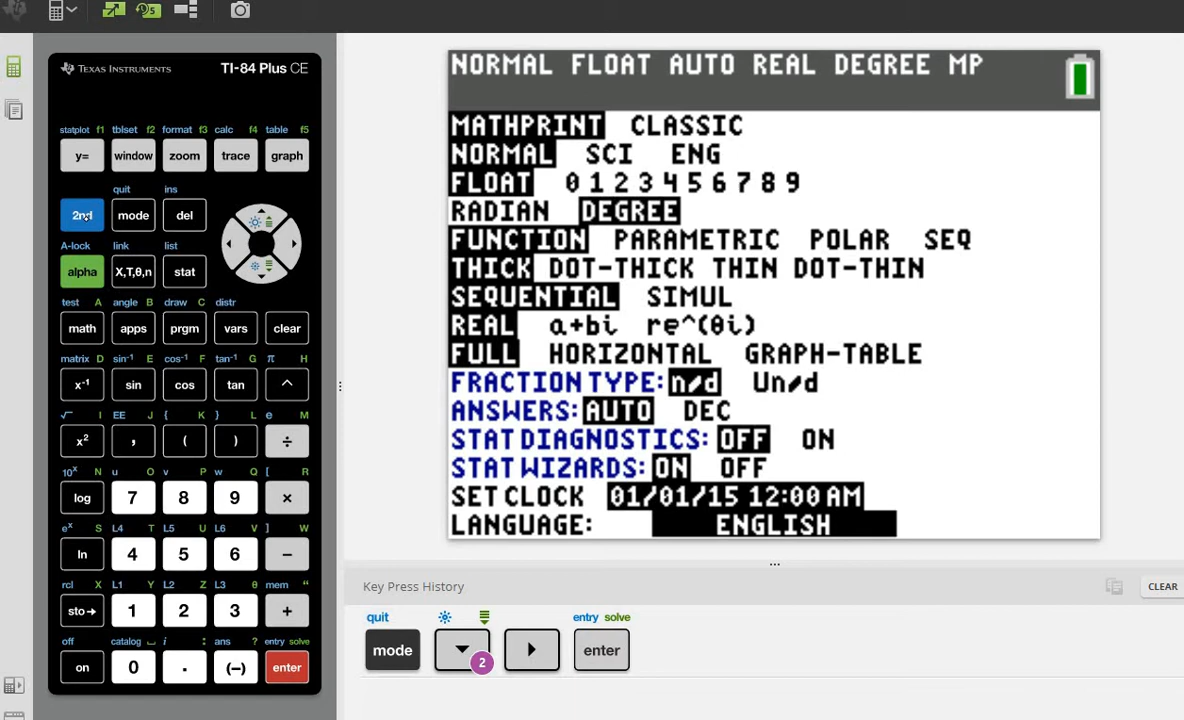 TEXAS INSTRUMENTS TI-84 Plus CE
statplot f1 tblset f2 format f3 calc f4 table f5
y= window zoom trace graph
quit ins
2nd mode del
A-lock link list
alpha X,T,θ,n stat
test A angle B draw C distr
math apps prgm vars clear
matrix D sin⁻¹ E cos⁻¹ F tan⁻¹ G π H
x⁻¹ sin cos tan ^
√ I EE J { K } L e M
x² , ( ) ÷
10ˣ N u O v P w Q [ R
log 7 8 9 ×
eˣ S L4 T L5 U L6 V ] W
ln 4 5 6 −
rcl X L1 Y L2 Z L3 θ mem "
sto→ 1 2 3 +
off catalog ⎵ i : ans ? entry solve
on 0 . (−) enter
NORMAL FLOAT AUTO REAL DEGREE MP
MATHPRINT CLASSIC
NORMAL SCI ENG
FLOAT 0 1 2 3 4 5 6 7 8 9
RADIAN DEGREE
FUNCTION PARAMETRIC POLAR SEQ
THICK DOT-THICK THIN DOT-THIN
SEQUENTIAL SIMUL
REAL a+bi re^(θi)
FULL HORIZONTAL GRAPH-TABLE
FRACTION TYPE: n/d Un/d
ANSWERS: AUTO DEC
STAT DIAGNOSTICS: OFF ON
STAT WIZARDS: ON OFF
SET CLOCK 01/01/15 12:00 AM
LANGUAGE: ENGLISH
Key Press History CLEAR
quit entry solve
mode 2 enter